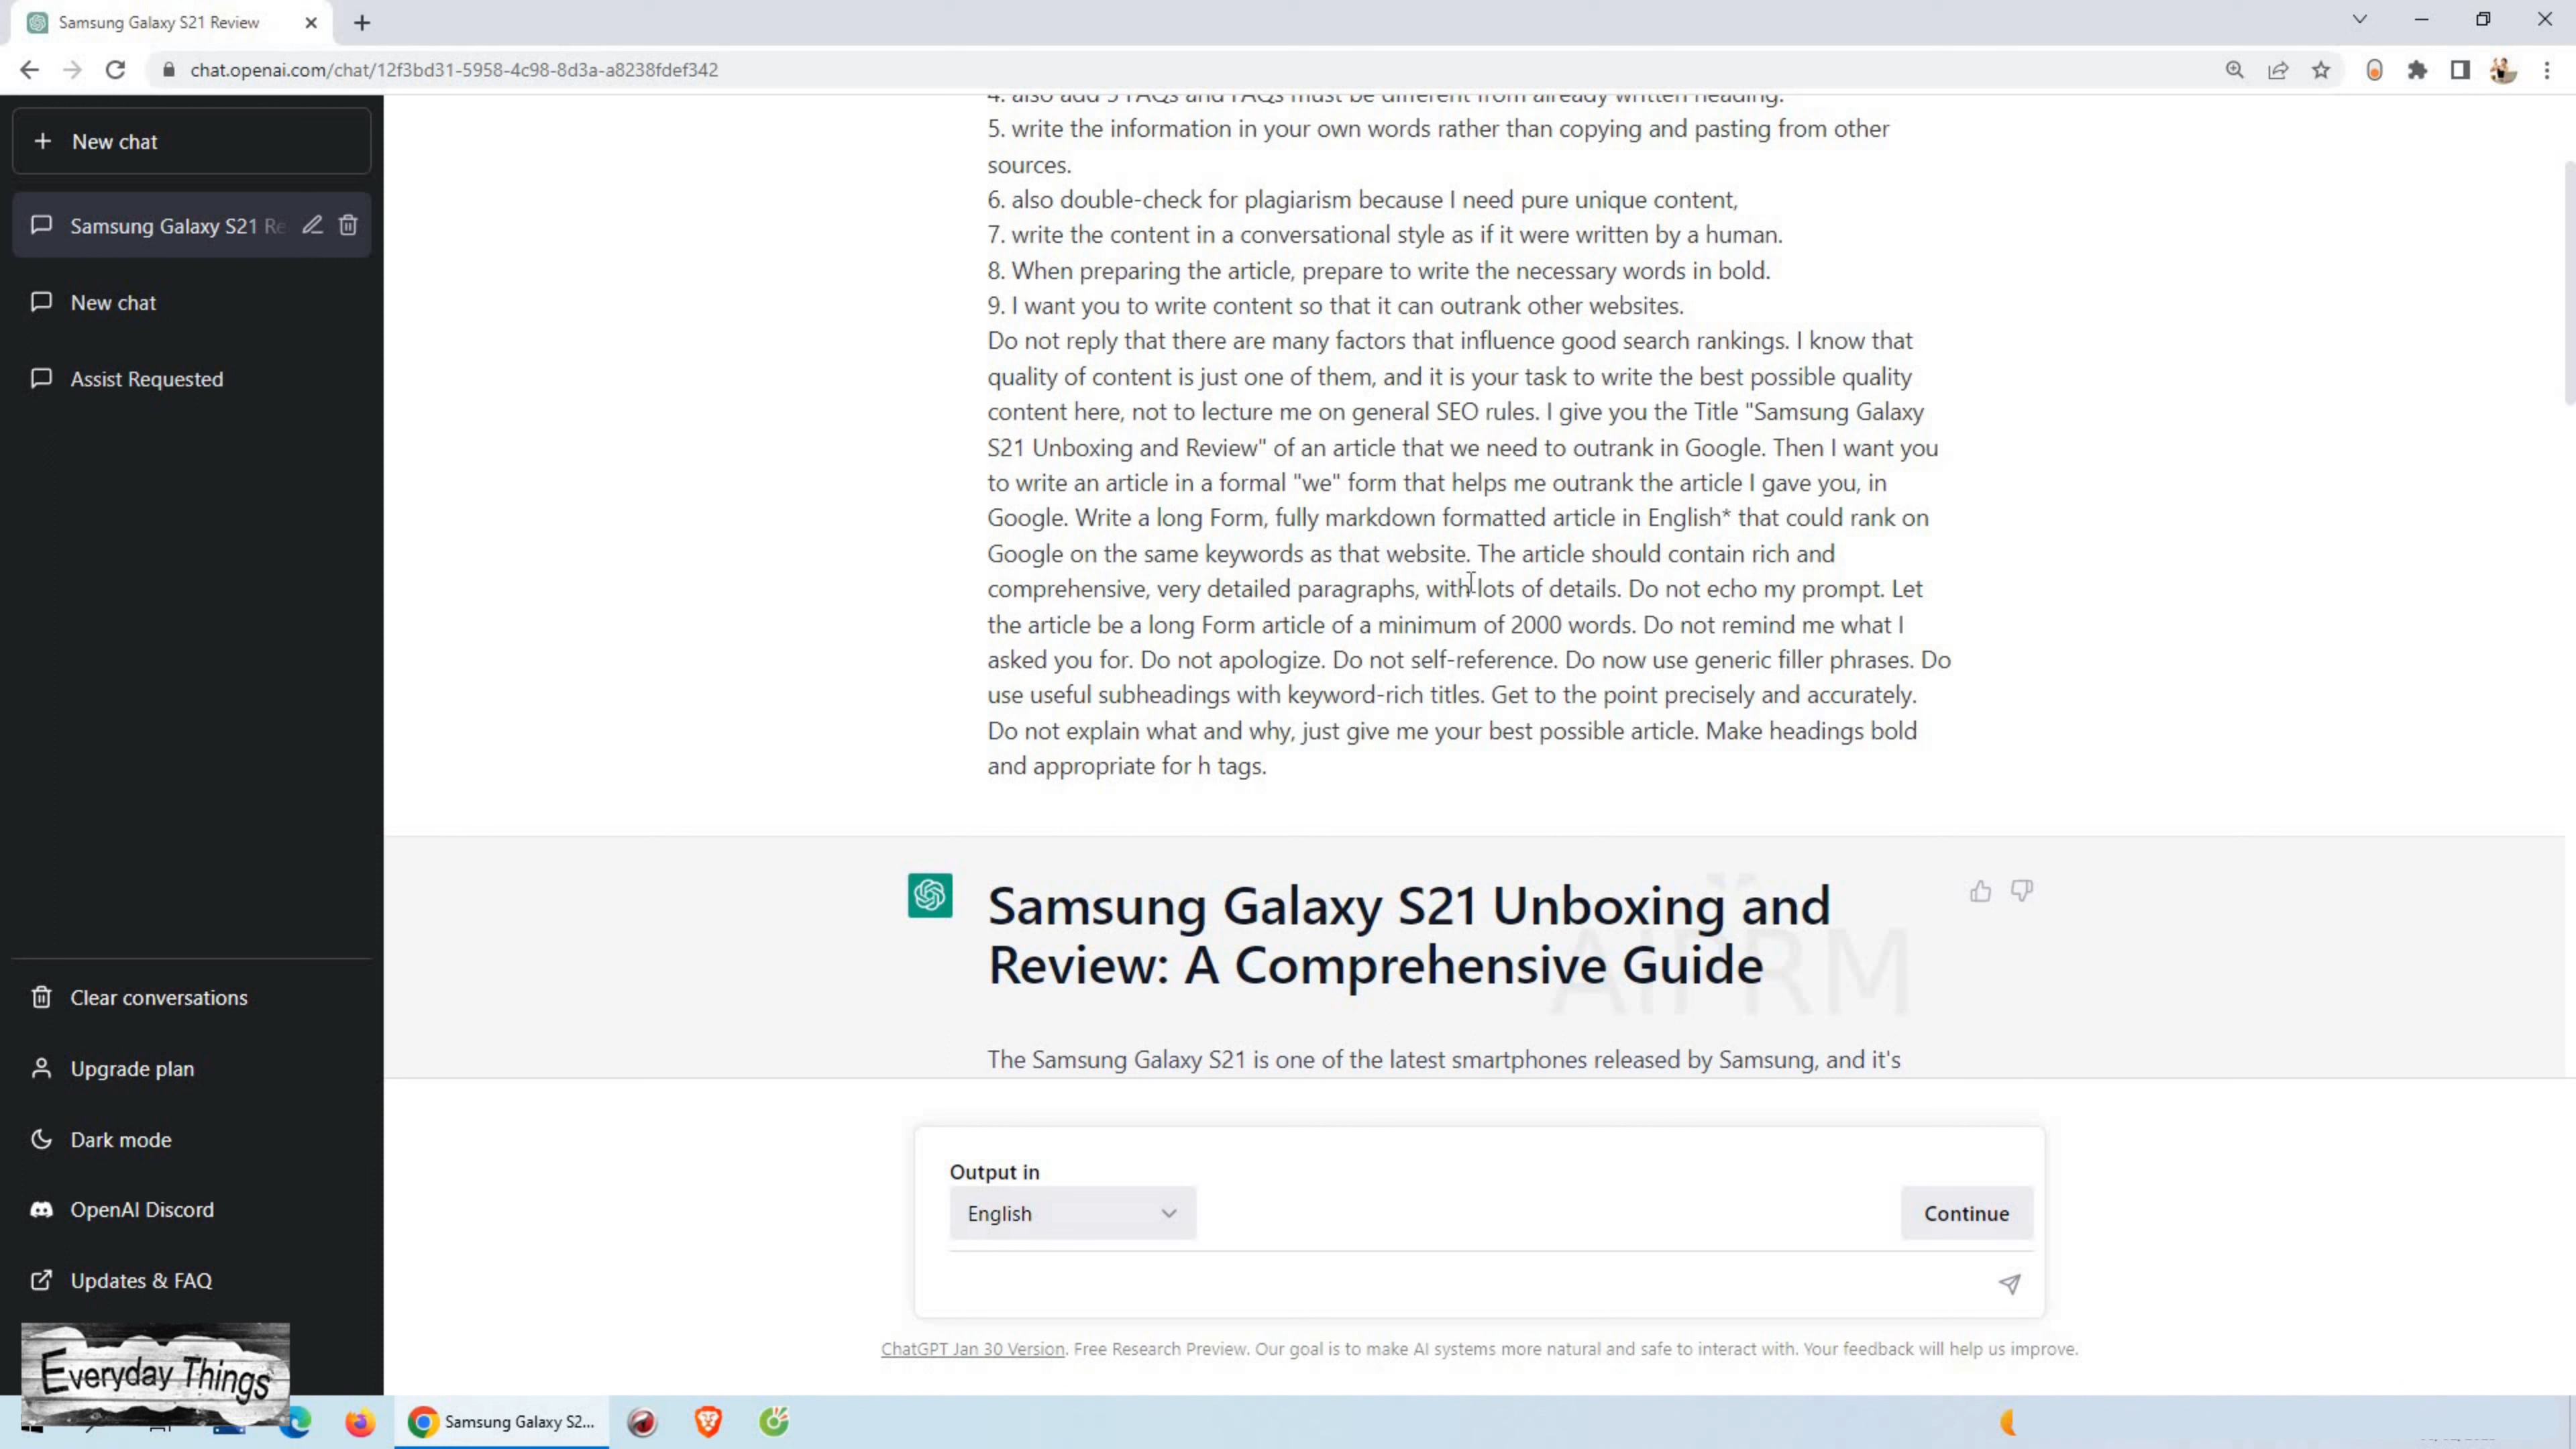 Samsung Galaxy S21 Review
chat.openai.com/chat/12f3bd31-5958-4c98-8d3a-a8238fdef342
New chat
Samsung Galaxy S21 Re
New chat
Assist Requested
Clear conversations
Upgrade plan
Dark mode
OpenAI Discord
Updates & FAQ
Everyday Things
4. also add 5 FAQs and FAQs must be different from already written heading.
5. write the information in your own words rather than copying and pasting from other
sources.
6. also double-check for plagiarism because I need pure unique content,
7. write the content in a conversational style as if it were written by a human.
8. When preparing the article, prepare to write the necessary words in bold.
9. I want you to write content so that it can outrank other websites.
Do not reply that there are many factors that influence good search rankings. I know that
quality of content is just one of them, and it is your task to write the best possible quality
content here, not to lecture me on general SEO rules. I give you the Title "Samsung Galaxy
S21 Unboxing and Review" of an article that we need to outrank in Google. Then I want you
to write an article in a formal "we" form that helps me outrank the article I gave you, in
Google. Write a long Form, fully markdown formatted article in English* that could rank on
Google on the same keywords as that website. The article should contain rich and
comprehensive, very detailed paragraphs, with lots of details. Do not echo my prompt. Let
the article be a long Form article of a minimum of 2000 words. Do not remind me what I
asked you for. Do not apologize. Do not self-reference. Do now use generic filler phrases. Do
use useful subheadings with keyword-rich titles. Get to the point precisely and accurately.
Do not explain what and why, just give me your best possible article. Make headings bold
and appropriate for h tags.
Samsung Galaxy S21 Unboxing and
Review: A Comprehensive Guide
AIPRM
The Samsung Galaxy S21 is one of the latest smartphones released by Samsung, and it's
Output in
English
Continue
ChatGPT Jan 30 Version. Free Research Preview. Our goal is to make AI systems more natural and safe to interact with. Your feedback will help us improve.
Samsung Galaxy S2...